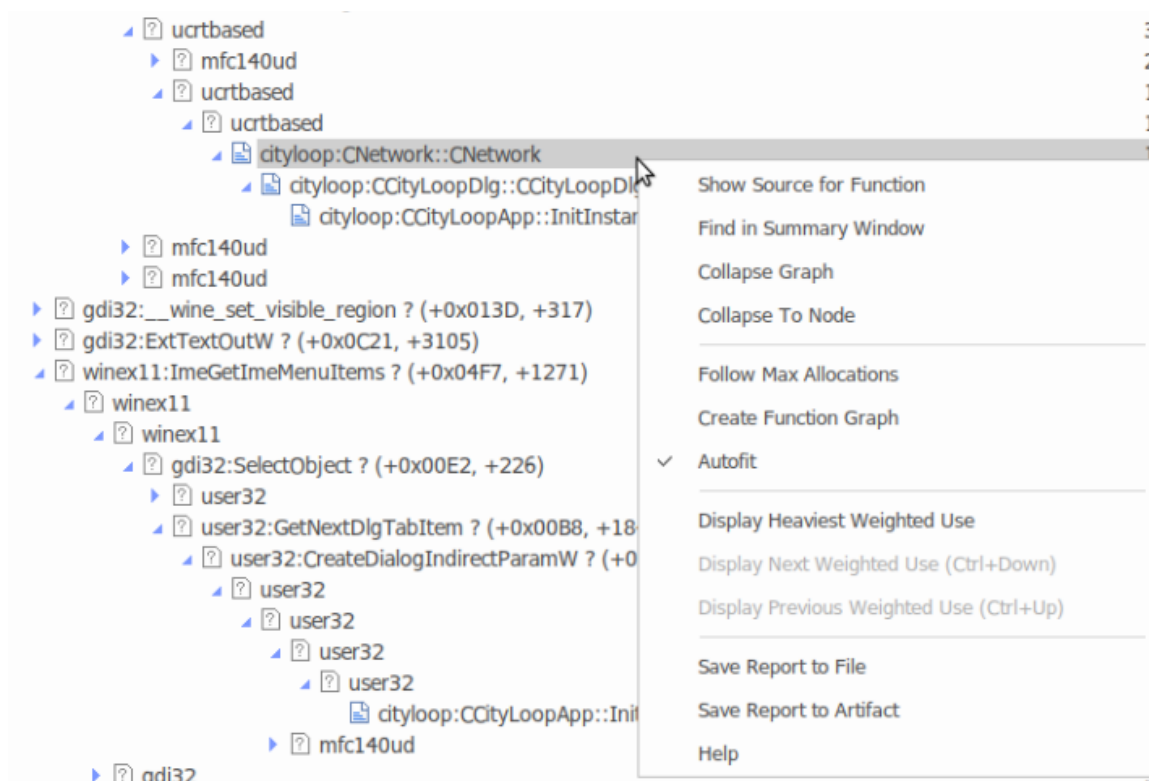 ucrtbased
mfc140ud
ucrtbased
ucrtbased
cityloop:CNetwork::CNetwork
cityloop:CCityLoopDlg::CCityLoopDlg
cityloop:CCityLoopApp::InitInstan
mfc140ud
mfc140ud
gdi32:__wine_set_visible_region ? (+0x013D, +317)
gdi32:ExtTextOutW ? (+0x0C21, +3105)
winex11:ImeGetImeMenuItems ? (+0x04F7, +1271)
winex11
winex11
gdi32:SelectObject ? (+0x00E2, +226)
user32
user32:GetNextDlgTabItem ? (+0x00B8, +18
user32:CreateDialogIndirectParamW ? (+0
user32
user32
user32
user32
cityloop:CCityLoopApp::Init
mfc140ud
gdi32
Show Source for Function
Find in Summary Window
Collapse Graph
Collapse To Node
Follow Max Allocations
Create Function Graph
Autofit
Display Heaviest Weighted Use
Display Next Weighted Use (Ctrl+Down)
Display Previous Weighted Use (Ctrl+Up)
Save Report to File
Save Report to Artifact
Help